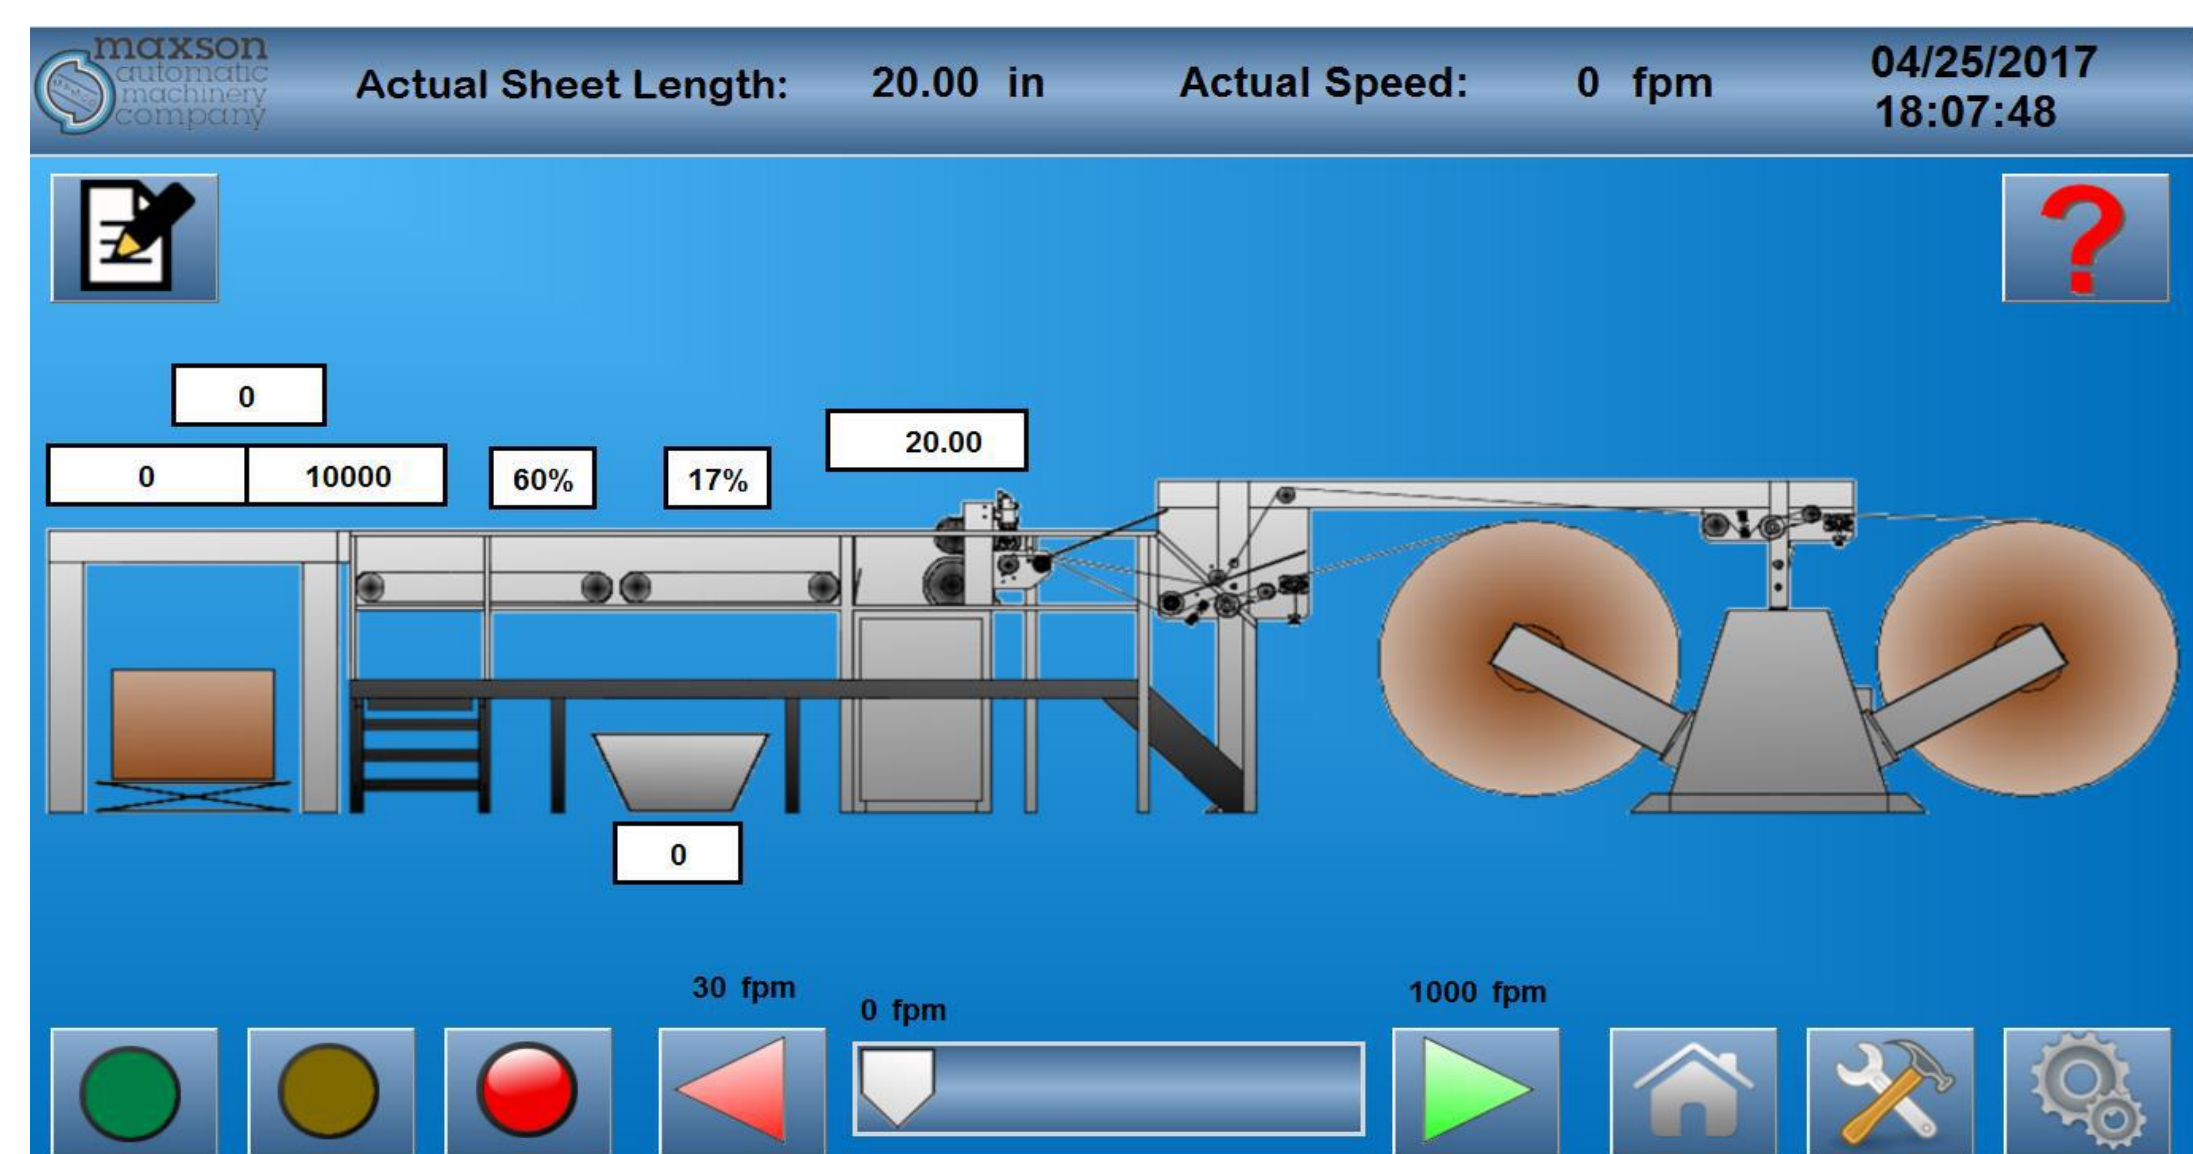 maxson
automatic
machinery
company
Actual Sheet Length: 20.00 in
Actual Speed: 0 fpm
04/25/2017
18:07:48
?
0
0 10000
60%
17%
20.00
0
30 fpm
0 fpm
1000 fpm